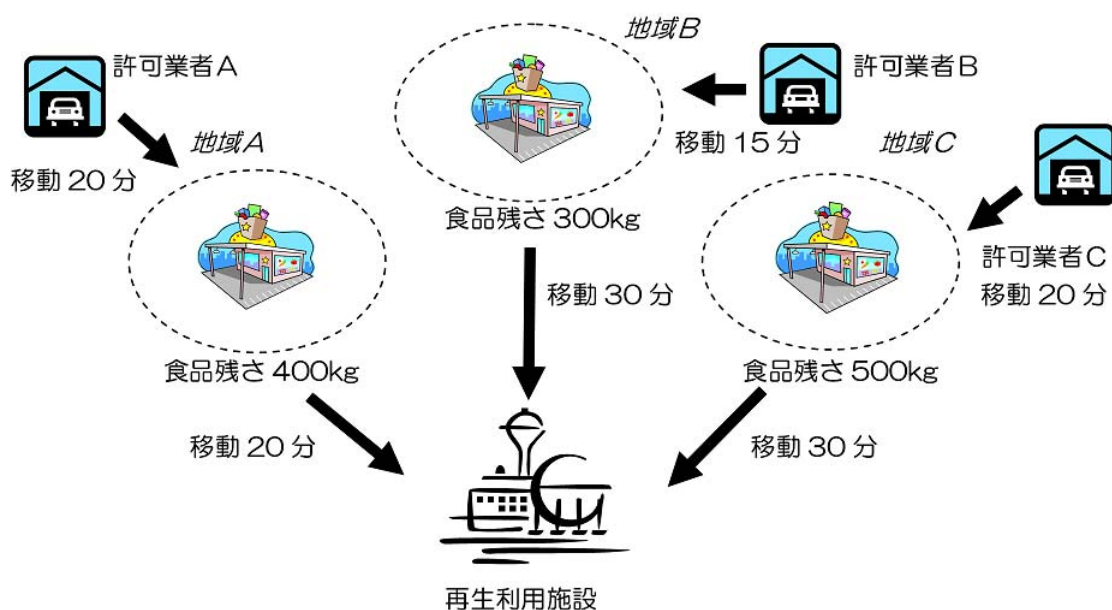 地域B
許可業者A
許可業者B
地域A
移動 15 分
地域C
移動 20 分
食品残さ 300kg
許可業者C
移動 30 分
移動 20 分
食品残さ 400kg
食品残さ 500kg
移動 20 分
移動 30 分
再生利用施設